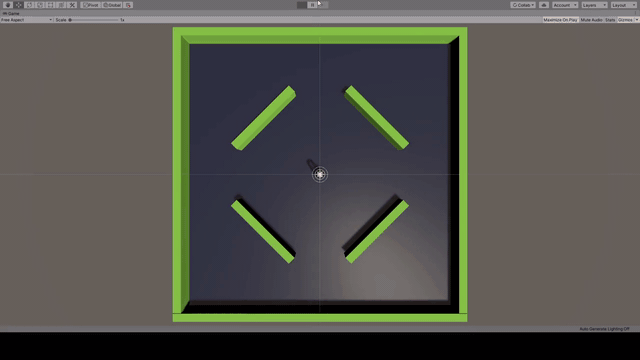 Pivot Global Collab Account Layers Layout
Game
Free Aspect Scale 1x Maximize On Play Mute Audio Stats Gizmos
Auto Generate Lighting Off